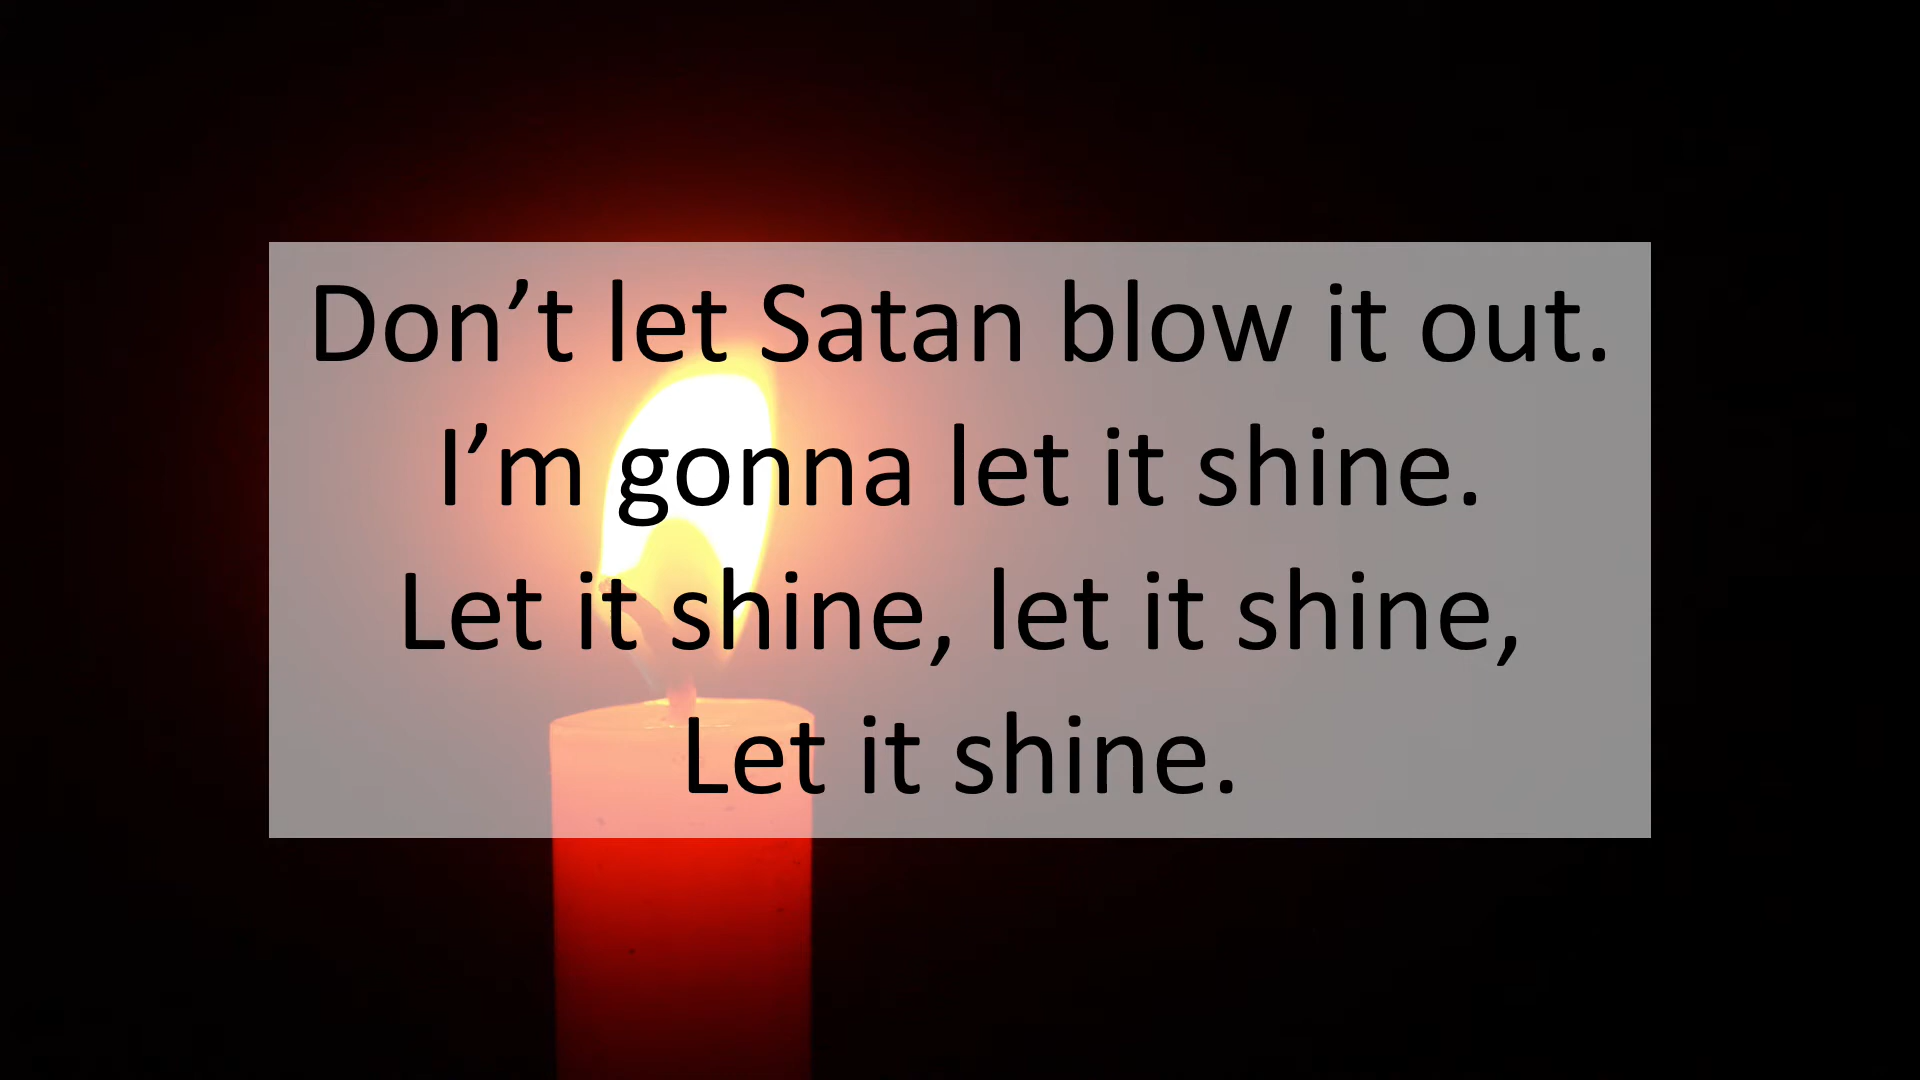 Don’t let Satan blow it out.
I’m gonna let it shine.
Let it shine, let it shine,
Let it shine.